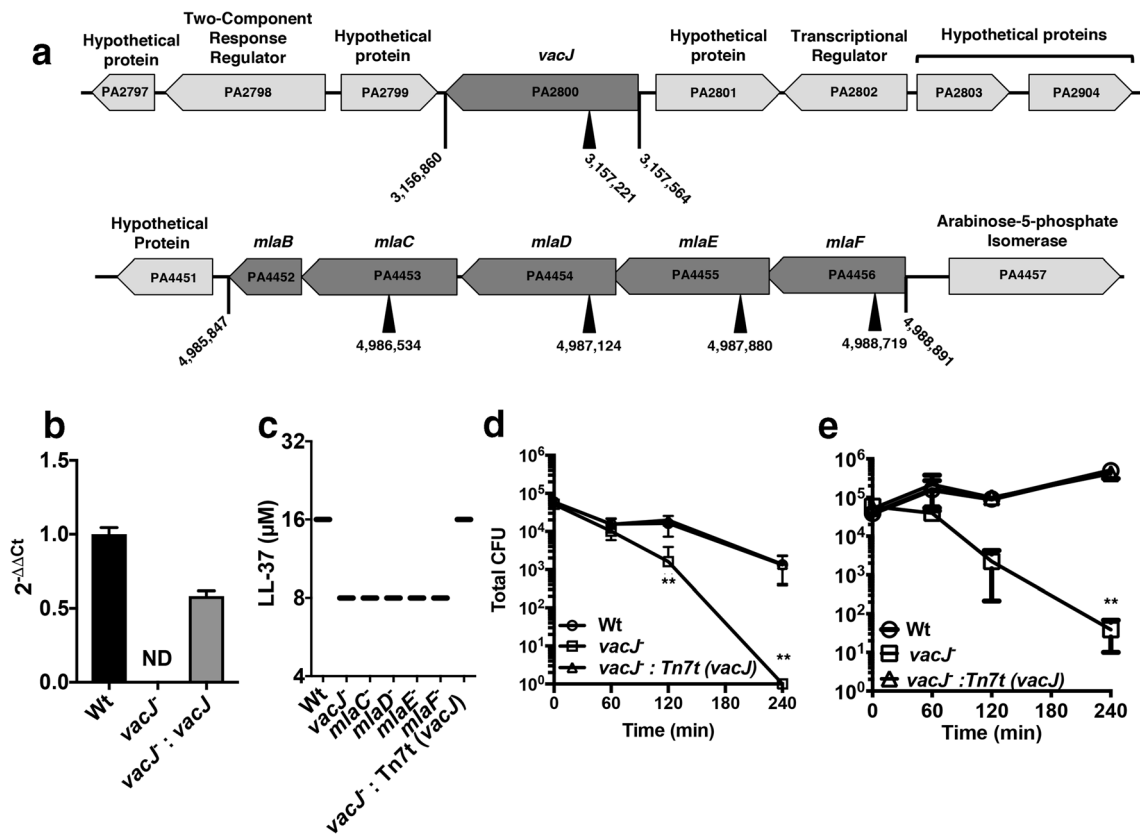 a
Hypothetical protein
Two-Component Response Regulator
Hypothetical protein
vacJ
Hypothetical protein
Transcriptional Regulator
Hypothetical proteins
PA2797
PA2798
PA2799
PA2800
PA2801
PA2802
PA2803
PA2904
3,156,860
3,157,221
3,157,564
Hypothetical Protein
mlaB
mlaC
mlaD
mlaE
mlaF
Arabinose-5-phosphate Isomerase
PA4451
PA4452
PA4453
PA4454
PA4455
PA4456
PA4457
4,985,847
4,986,534
4,987,124
4,987,880
4,988,719
4,988,891
b
2^-ΔΔCt
1.5
1.0
0.5
0.0
ND
Wt
vacJ⁻
vacJ⁻ : vacJ
c
LL-37 (µM)
32
16
8
4
Wt
vacJ⁻
mlaC⁻
mlaD⁻
mlaE⁻
mlaF⁻
vacJ⁻ : Tn7t (vacJ)
d
Total CFU
10⁶
10⁵
10⁴
10³
10²
10¹
10⁰
**
**
Wt
vacJ⁻
vacJ⁻ : Tn7t (vacJ)
0 60 120 180 240
Time (min)
e
10⁶
10⁵
10⁴
10³
10²
10¹
10⁰
**
Wt
vacJ⁻
vacJ⁻ :Tn7t (vacJ)
0 60 120 180 240
Time (min)